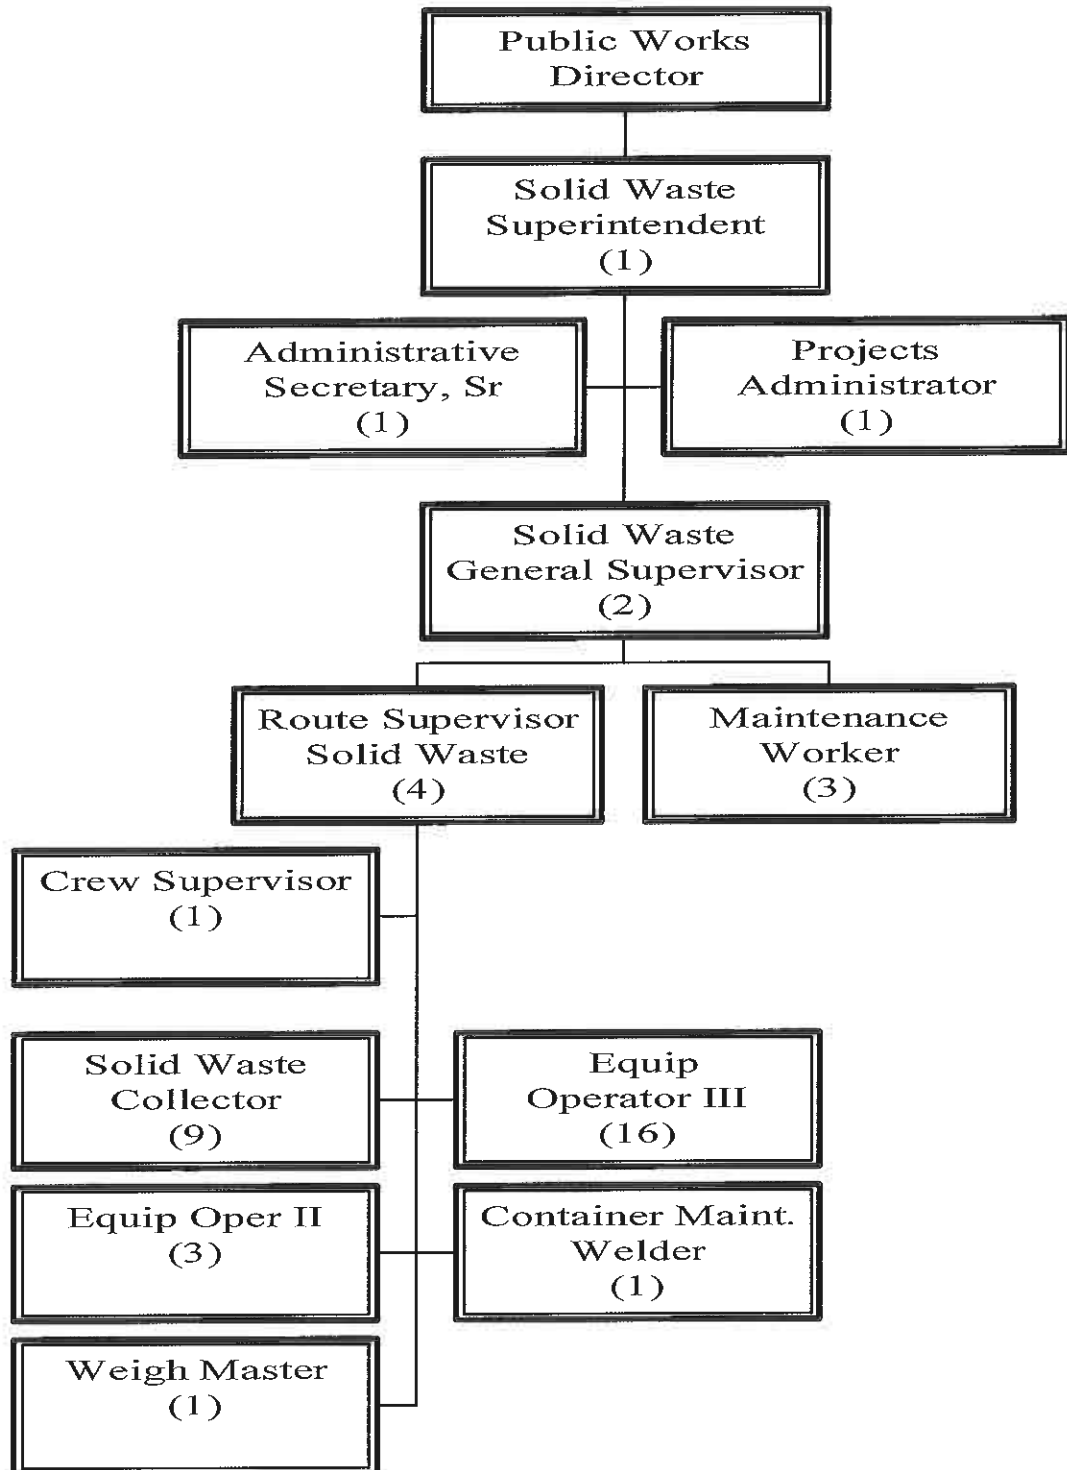 Public Works
Director
Solid Waste
Superintendent
(1)
Administrative
Secretary, Sr
(1)
Projects
Administrator
(1)
Solid Waste
General Supervisor
(2)
Route Supervisor
Solid Waste
(4)
Maintenance
Worker
(3)
Crew Supervisor
(1)
Solid Waste
Collector
(9)
Equip
Operator III
(16)
Equip Oper II
(3)
Container Maint.
Welder
(1)
Weigh Master
(1)